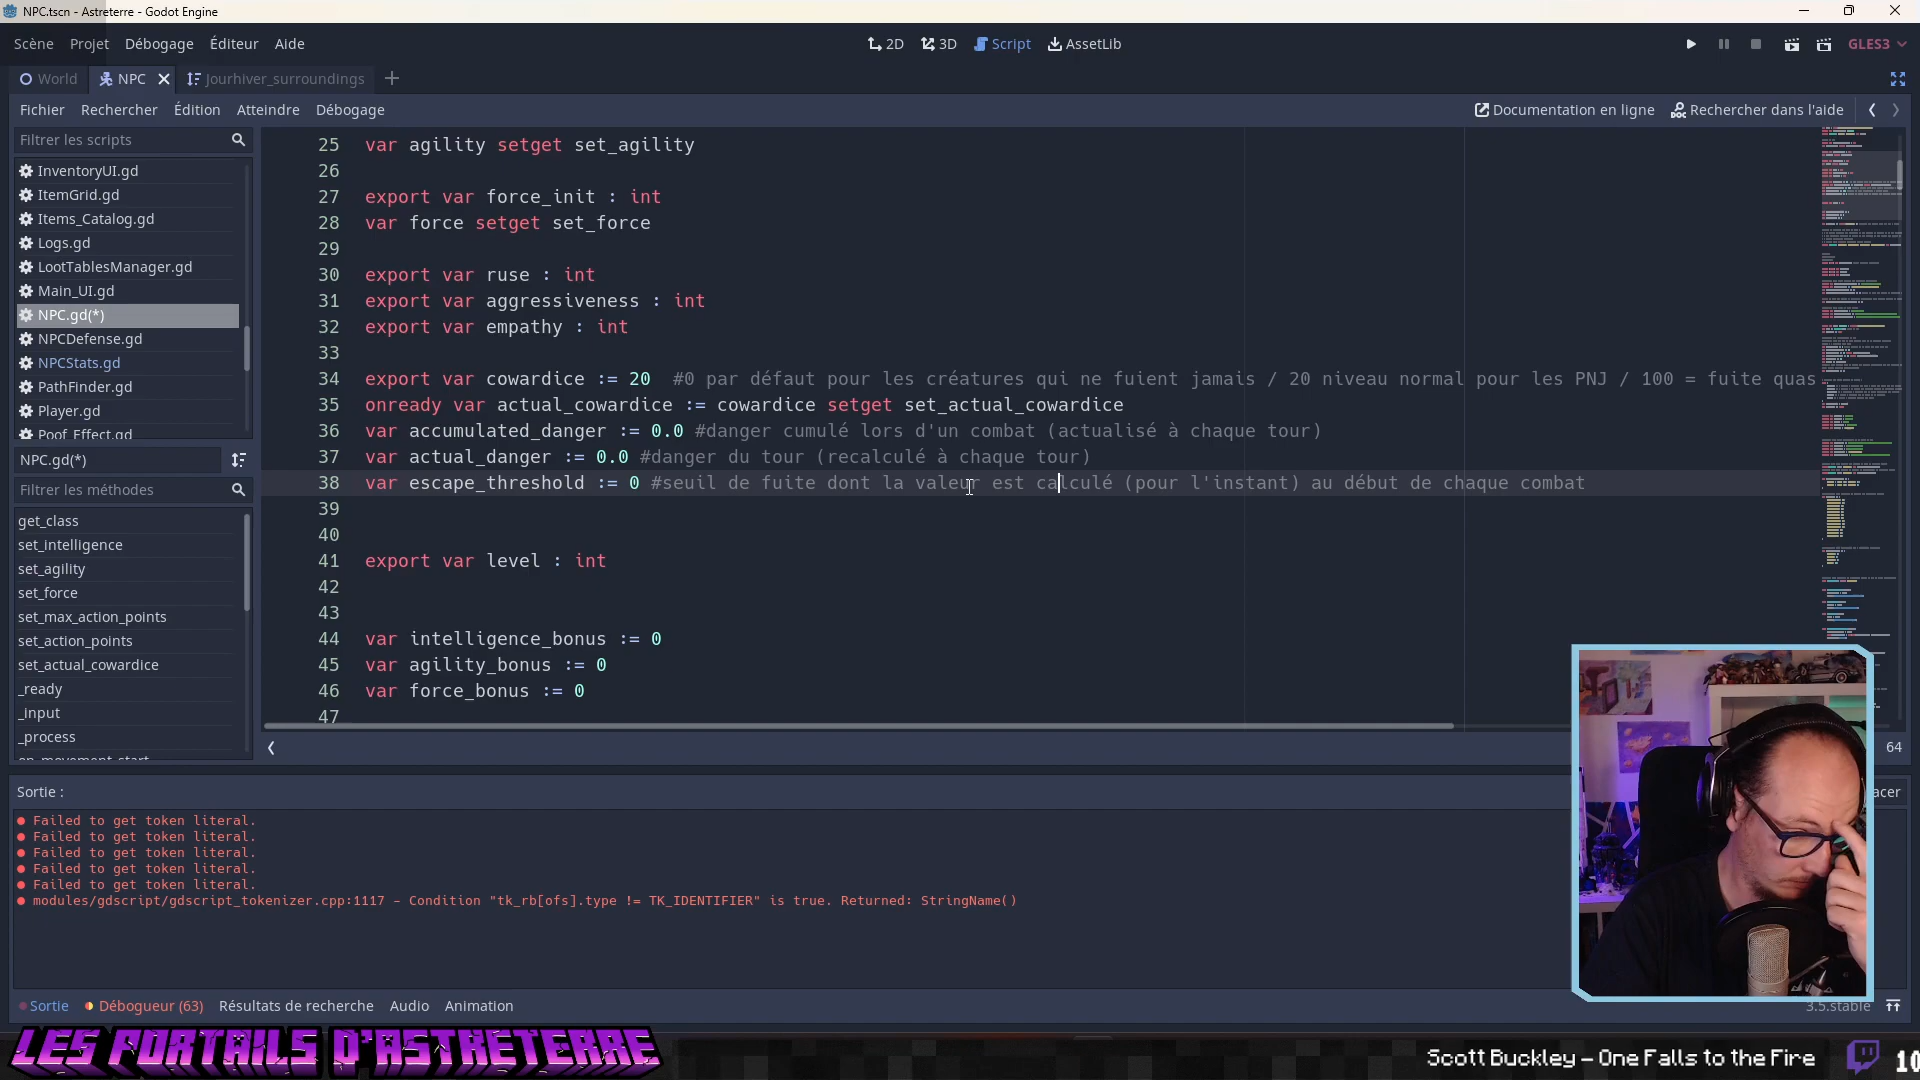 NPC.tscn - Astreterre - Godot Engine
Scène Projet Débogage Éditeur Aide
2D 3D Script AssetLib
GLES3
World NPC Jourhiver_surroundings
Fichier Rechercher Édition Atteindre Débogage
Documentation en ligne Rechercher dans l'aide
Filtrer les scripts
InventoryUI.gd
ItemGrid.gd
Items_Catalog.gd
Logs.gd
LootTablesManager.gd
Main_UI.gd
NPC.gd(*)
NPCDefense.gd
NPCStats.gd
PathFinder.gd
Player.gd
Poof_Effect.gd
NPC.gd(*)
Filtrer les méthodes
get_class
set_intelligence
set_agility
set_force
set_max_action_points
set_action_points
set_actual_cowardice
_ready
_input
_process
on_movement_start
25 var agility setget set_agility
26
27 export var force_init : int
28 var force setget set_force
29
30 export var ruse : int
31 export var aggressiveness : int
32 export var empathy : int
33
34 export var cowardice := 20 #0 par défaut pour les créatures qui ne fuient jamais / 20 niveau normal pour les PNJ / 100 = fuite quas
35 onready var actual_cowardice := cowardice setget set_actual_cowardice
36 var accumulated_danger := 0.0 #danger cumulé lors d'un combat (actualisé à chaque tour)
37 var actual_danger := 0.0 #danger du tour (recalculé à chaque tour)
38 var escape_threshold := 0 #seuil de fuite dont la valeur est calculé (pour l'instant) au début de chaque combat
39
40
41 export var level : int
42
43
44 var intelligence_bonus := 0
45 var agility_bonus := 0
46 var force_bonus := 0
47
64
Sortie :
acer
Failed to get token literal.
Failed to get token literal.
Failed to get token literal.
Failed to get token literal.
Failed to get token literal.
modules/gdscript/gdscript_tokenizer.cpp:1117 - Condition "tk_rb[ofs].type != TK_IDENTIFIER" is true. Returned: StringName()
Sortie Débogueur (63) Résultats de recherche Audio Animation
3.5.stable
LES PORTAILS D'ASTRETERRE
Scott Buckley – One Falls to the Fire
10